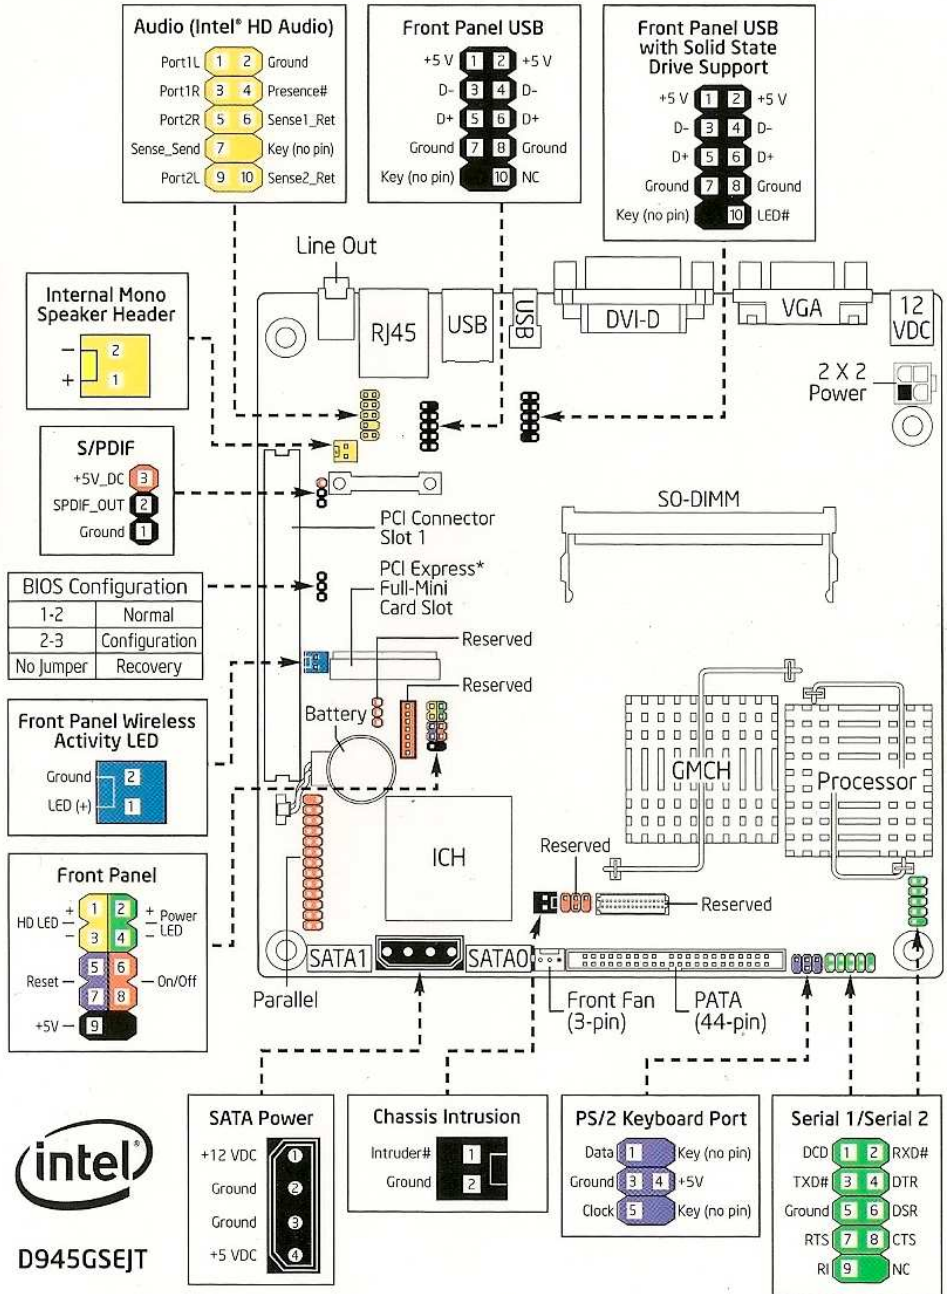 Audio (Intel® HD Audio)
Port1L 1 2 Ground
Port1R 3 4 Presence#
Port2R 5 6 Sense1_Ret
Sense_Send 7 Key (no pin)
Port2L 9 10 Sense2_Ret
Front Panel USB
+5 V 1 2 +5 V
D- 3 4 D-
D+ 5 6 D+
Ground 7 8 Ground
Key (no pin) 10 NC
Front Panel USB
with Solid State
Drive Support
+5 V 1 2 +5 V
D- 3 4 D-
D+ 5 6 D+
Ground 7 8 Ground
Key (no pin) 10 LED#
Line Out
RJ45
USB
USB
DVI-D
VGA
12
VDC
2 X 2
Power
Internal Mono
Speaker Header
- 2
+ 1
S/PDIF
+5V_DC 3
SPDIF_OUT 2
Ground 1
PCI Connector
Slot 1
SO-DIMM
BIOS Configuration
1-2 Normal
2-3 Configuration
No Jumper Recovery
PCI Express*
Full-Mini
Card Slot
Reserved
Reserved
Battery
Front Panel Wireless
Activity LED
Ground 2
LED (+) 1
GMCH
Processor
ICH
Reserved
Reserved
Front Panel
HD LED + 1 2 + Power
- 3 4 - LED
Reset 5 6 On/Off
7 8
+5V 9
SATA1
SATA0
Parallel
Front Fan
(3-pin)
PATA
(44-pin)
intel®
D945GSEJT
SATA Power
+12 VDC 1
Ground 2
Ground 3
+5 VDC 4
Chassis Intrusion
Intruder# 1
Ground 2
PS/2 Keyboard Port
Data 1 Key (no pin)
Ground 3 4 +5V
Clock 5 Key (no pin)
Serial 1/Serial 2
DCD 1 2 RXD#
TXD# 3 4 DTR
Ground 5 6 DSR
RTS 7 8 CTS
RI 9 NC